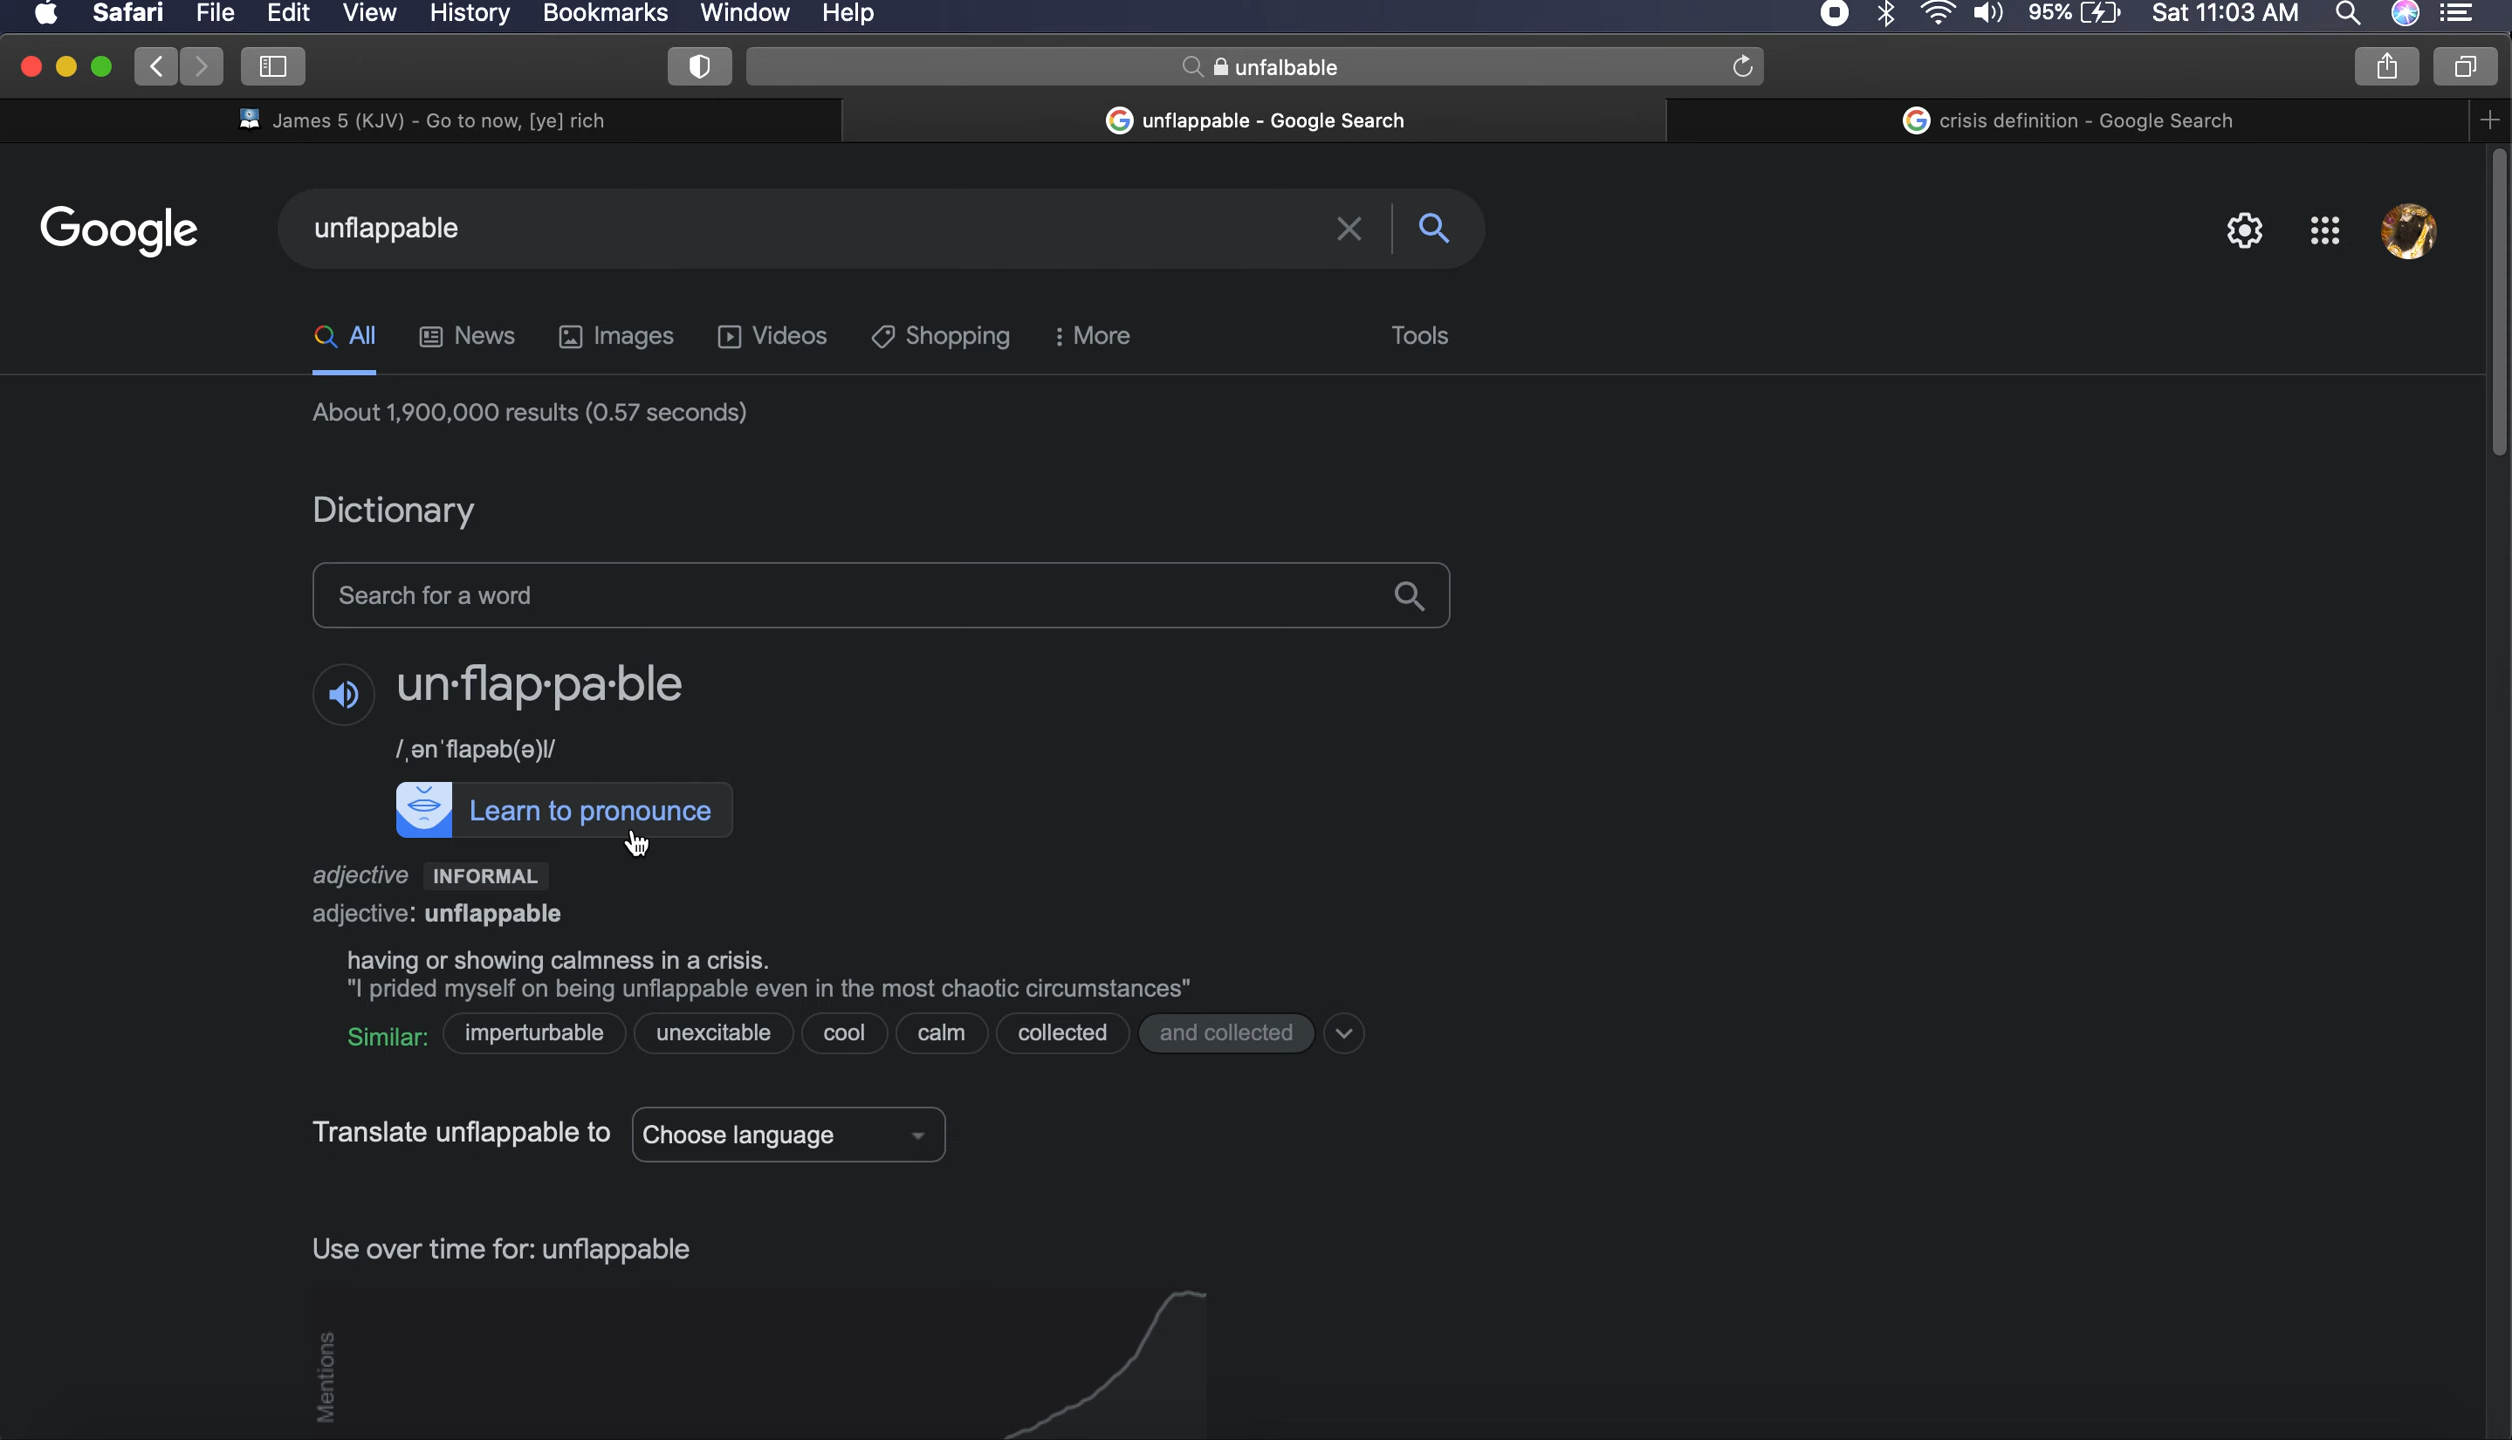 Safari File Edit View History Bookmarks Window Help 95% Sat 11:03 AM
unfalbable
James 5 (KJV) - Go to now, [ye] rich
unflappable - Google Search
crisis definition - Google Search
Google
unflappable
All News Images Videos Shopping More Tools
About 1,900,000 results (0.57 seconds)
Dictionary
Search for a word
un·flap·pa·ble
/ˌənˈflapəb(ə)l/
Learn to pronounce
adjective INFORMAL
adjective: unflappable
having or showing calmness in a crisis.
"I prided myself on being unflappable even in the most chaotic circumstances"
Similar: imperturbable unexcitable cool calm collected and collected
Translate unflappable to Choose language
Use over time for: unflappable
Mentions